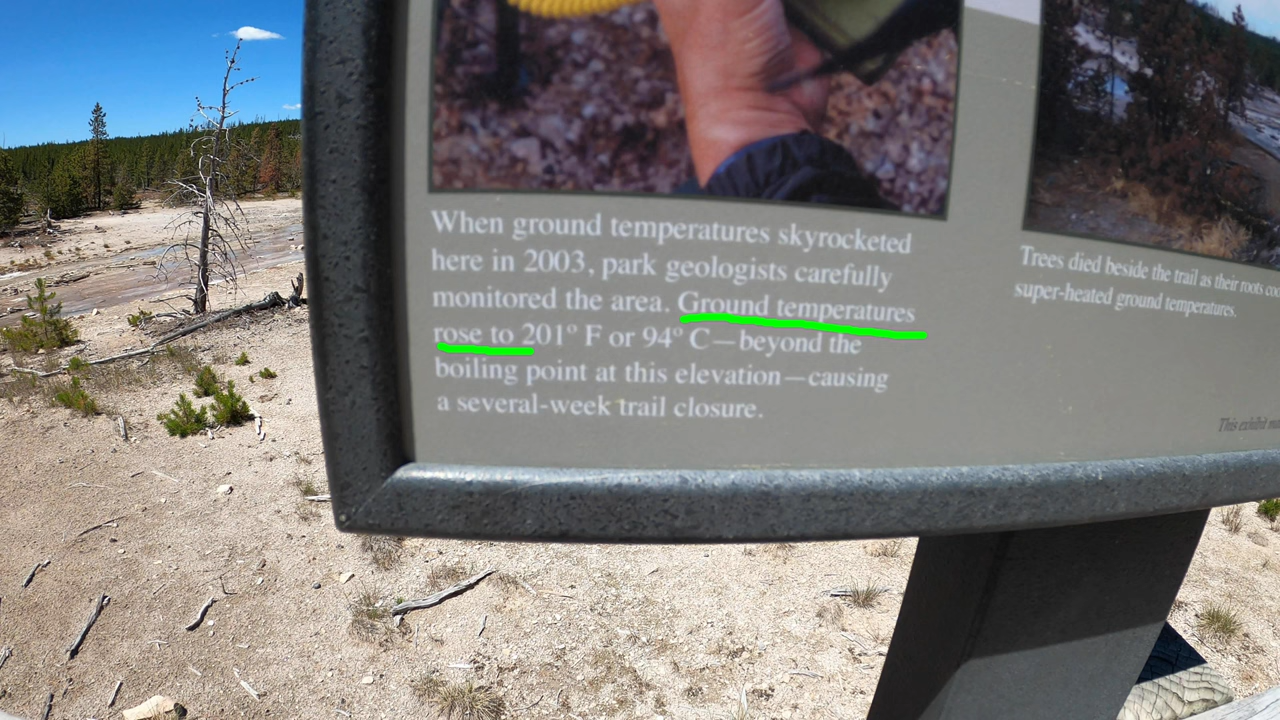 When ground temperatures skyrocketed
here in 2003, park geologists carefully
monitored the area. Ground temperatures
rose to 201° F or 94° C—beyond the
boiling point at this elevation—causing
a several-week trail closure.
Trees died beside the trail as their roots
super-heated ground temperatures.
This exhibit